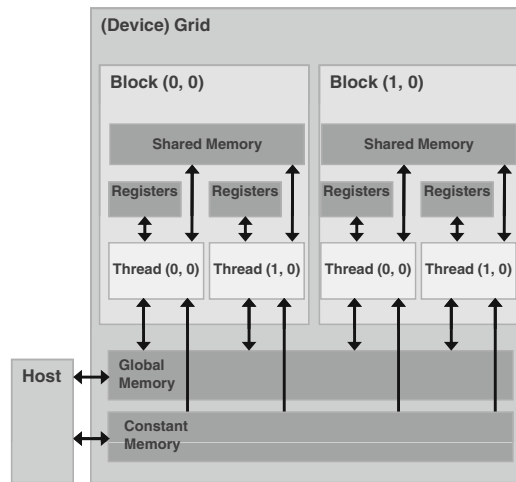 (Device) Grid
Block (0, 0)
Block (1, 0)
Shared Memory
Shared Memory
Registers
Registers
Registers
Registers
Thread (0, 0)
Thread (1, 0)
Thread (0, 0)
Thread (1, 0)
Host
Global
Memory
Constant
Memory